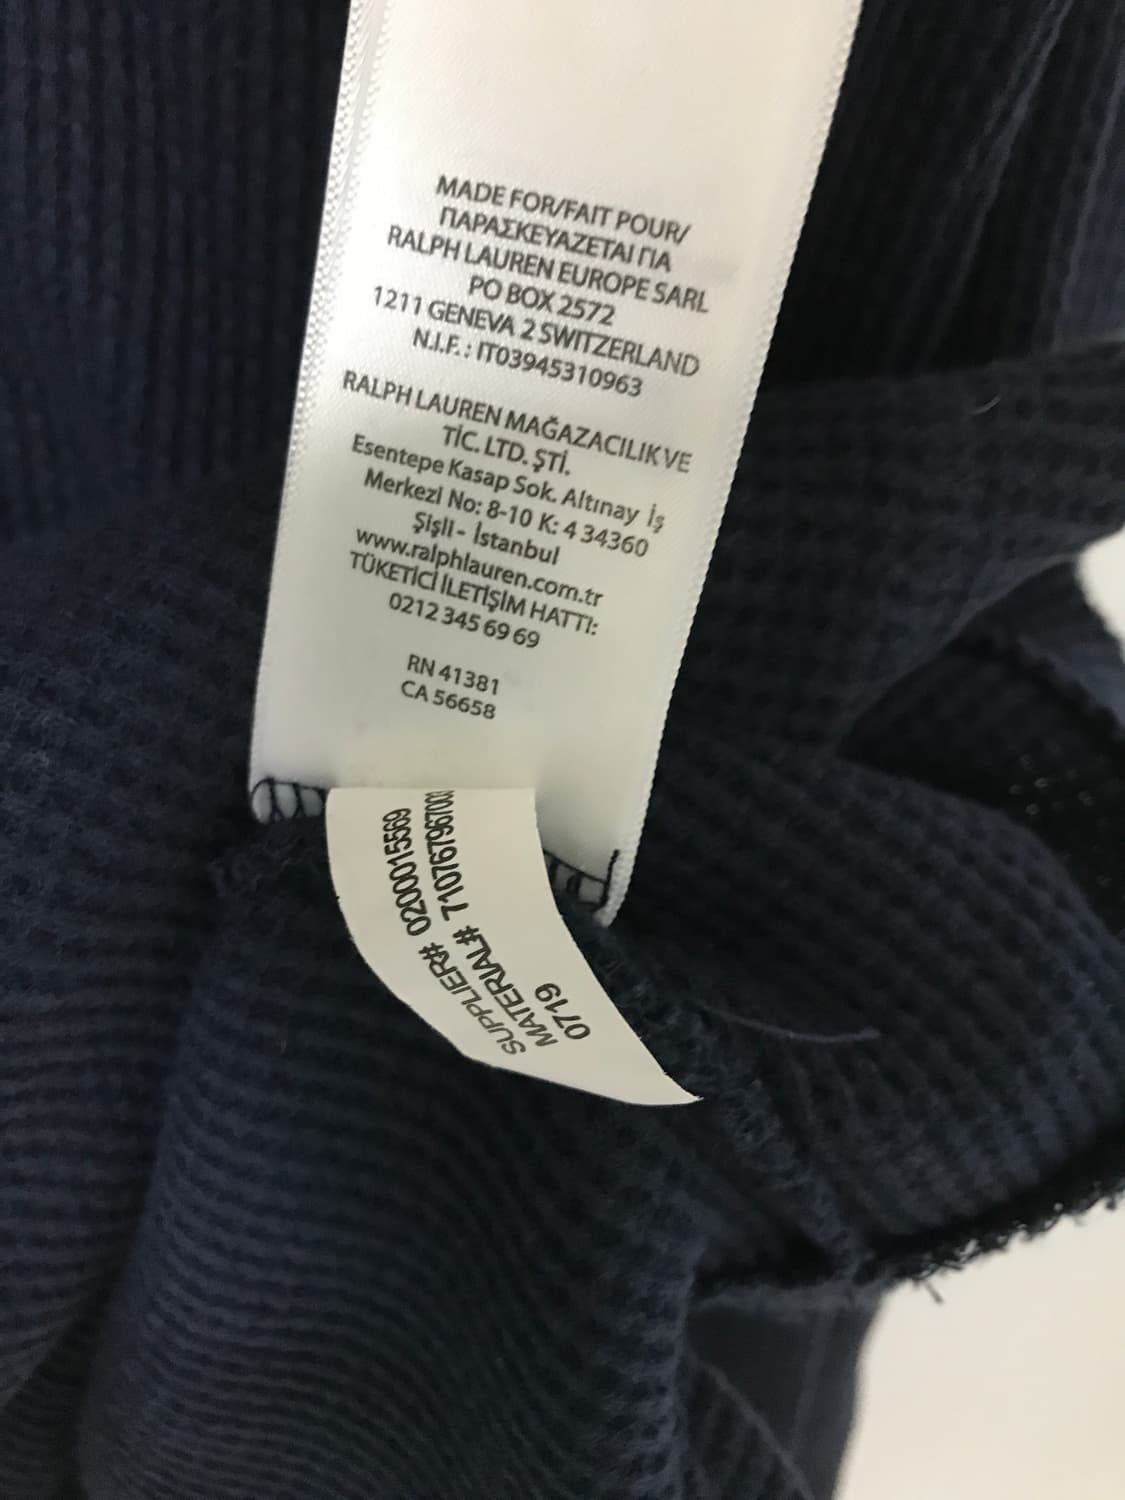 MADE FOR/FAIT POUR/
ΠΑΡΑΣΚΕΥΑΖΕΤΑΙ ΓΙΑ
RALPH LAUREN EUROPE SARL
PO BOX 2572
1211 GENEVA 2 SWITZERLAND
N.I.F. : IT03945310963
RALPH LAUREN MAĞAZACILIK VE
TİC. LTD. ŞTİ.
Esentepe Kasap Sok. Altınay İş
Merkezi No: 8-10 K: 4 34360
Şişli - İstanbul
www.ralphlauren.com.tr
TÜKETİCİ İLETİŞİM HATTI:
0212 345 69 69
RN 41381
CA 56658
SUPPLIER# 0200015569
MATERIAL#
0719